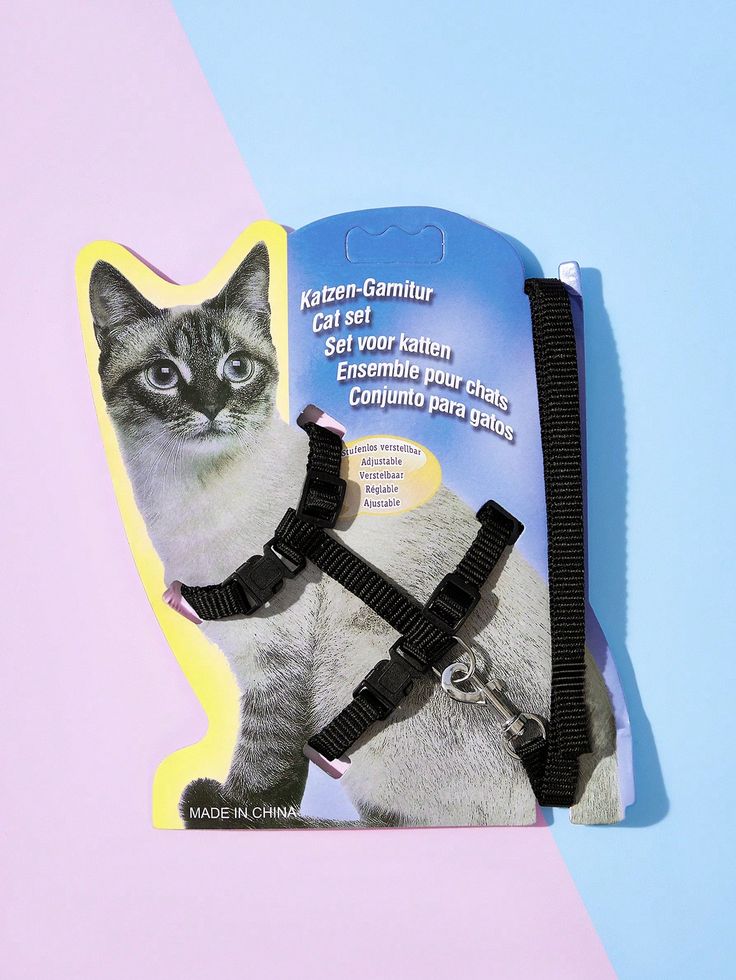 Katzen-Garnitur
Cat set
Set voor katten
Ensemble pour chats
Conjunto para gatos
stufenlos verstellbar
Adjustable
Verstelbaar
Réglable
Ajustable
MADE IN CHINA